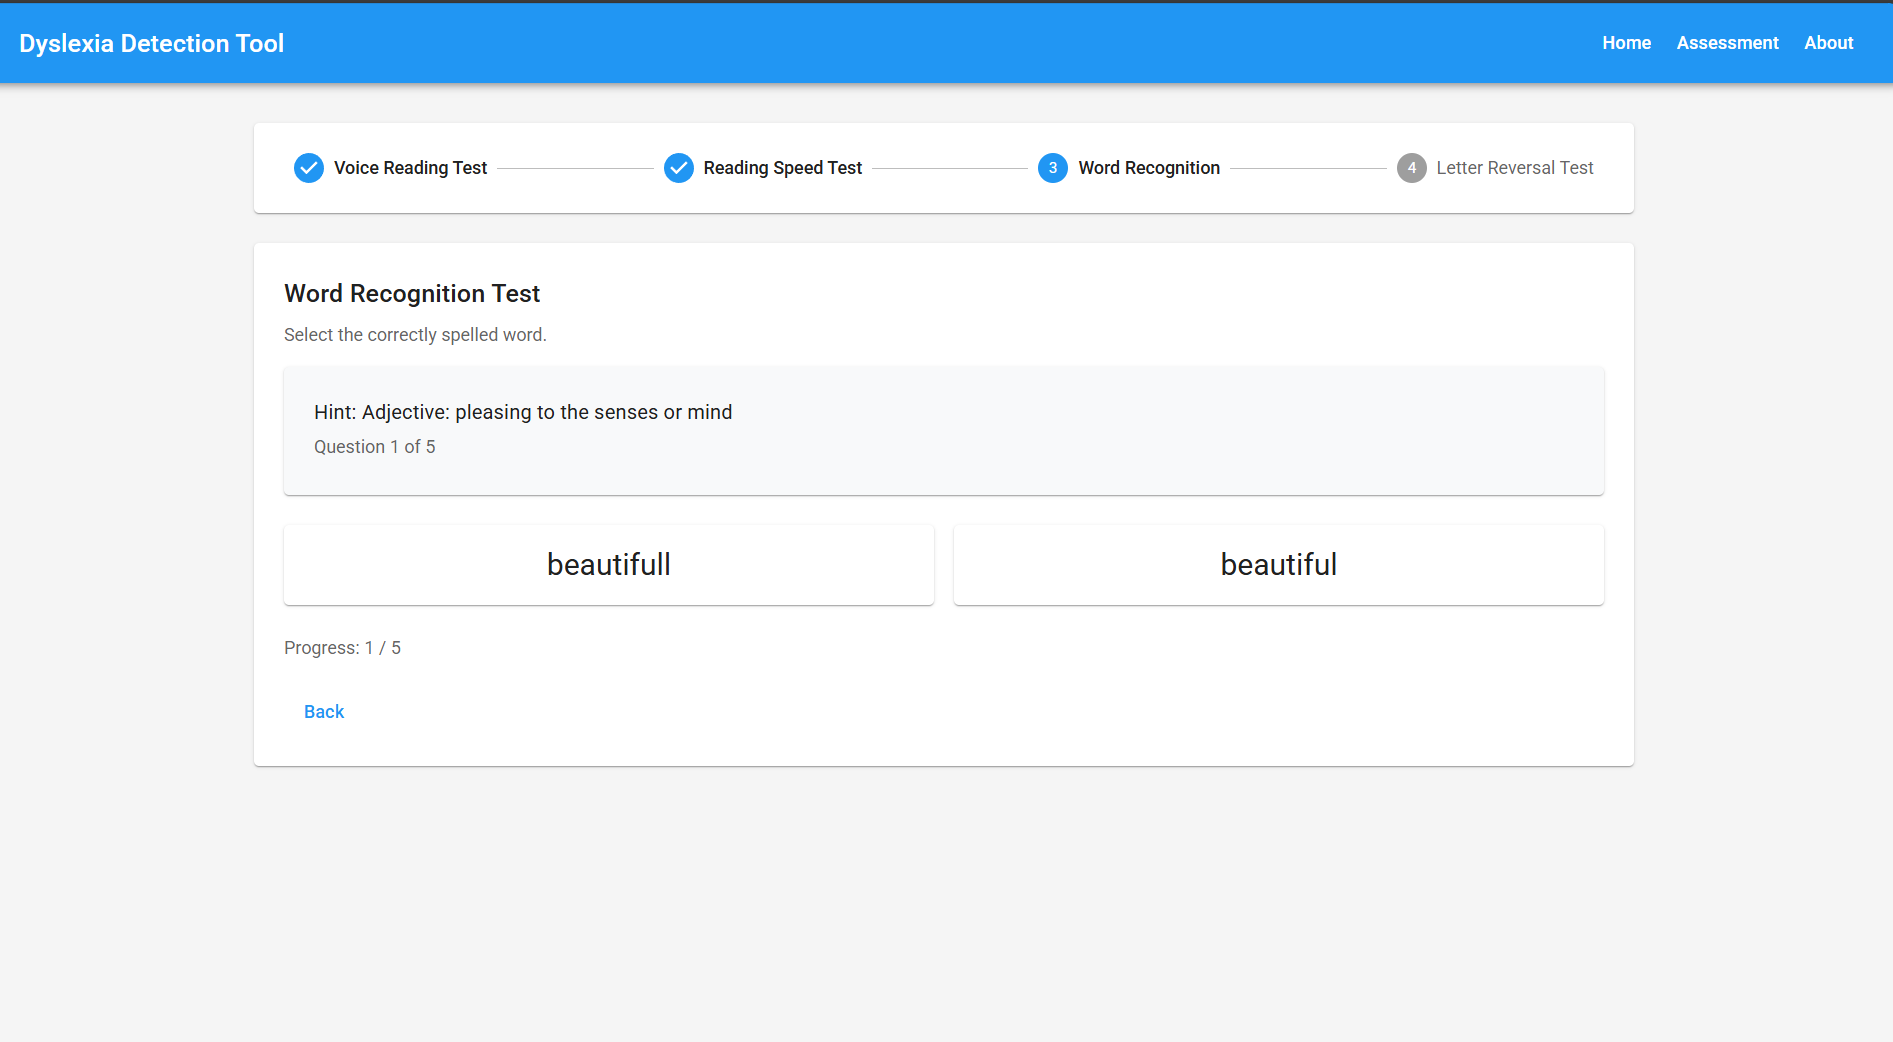 Dyslexia Detection Tool
Home Assessment About
Voice Reading Test
Reading Speed Test
3 Word Recognition
4 Letter Reversal Test
Word Recognition Test
Select the correctly spelled word.
Hint: Adjective: pleasing to the senses or mind
Question 1 of 5
beautifull
beautiful
Progress: 1 / 5
Back